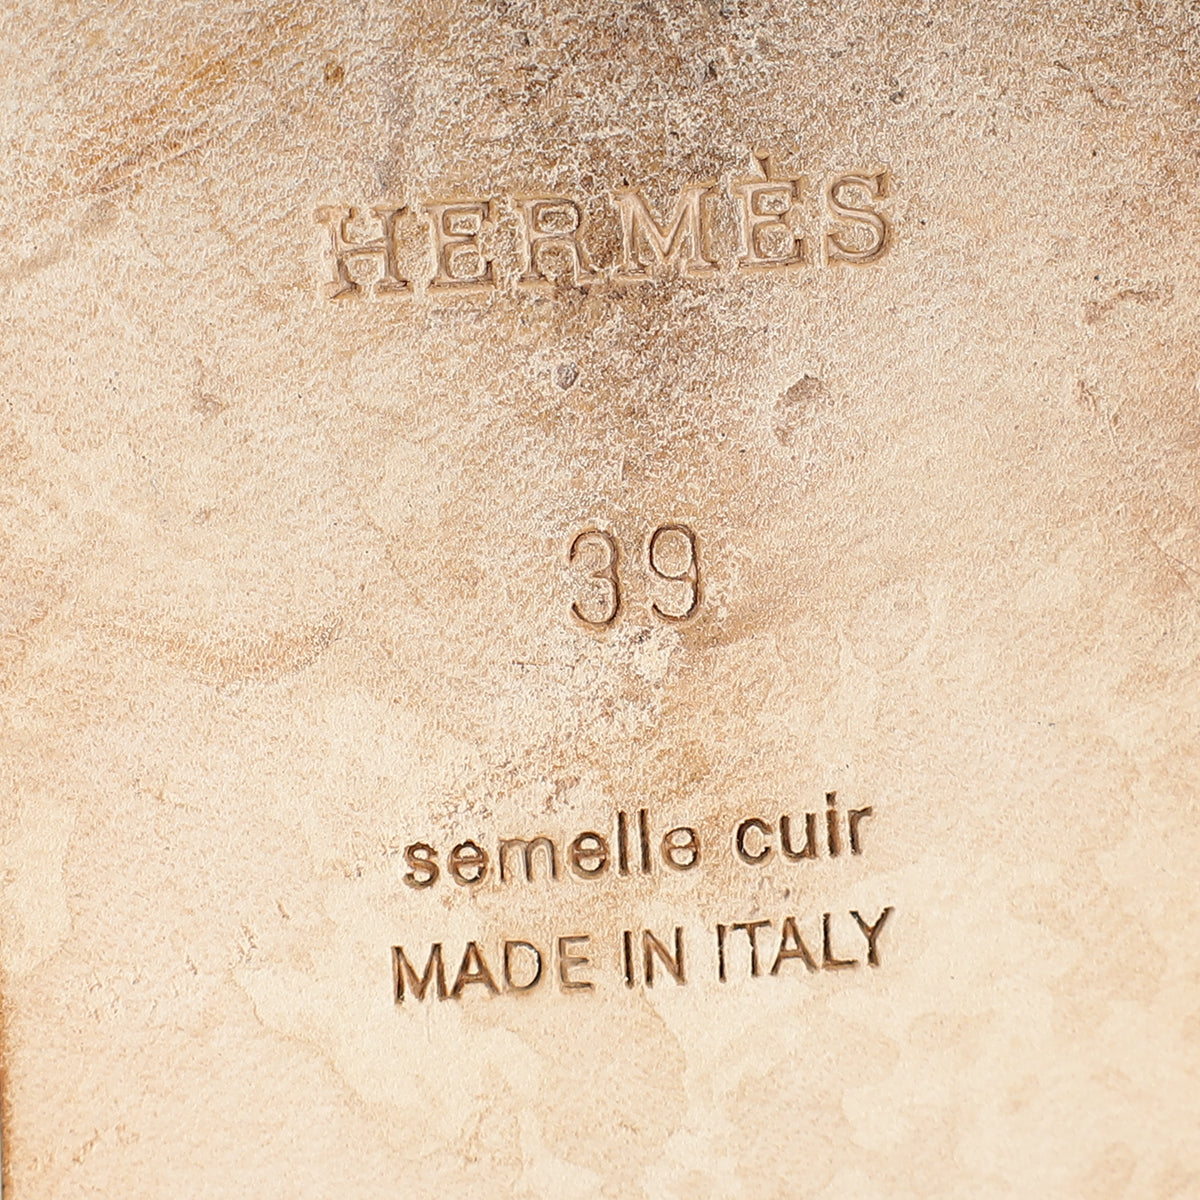 HERMÈS
39
semelle cuir
MADE IN ITALY